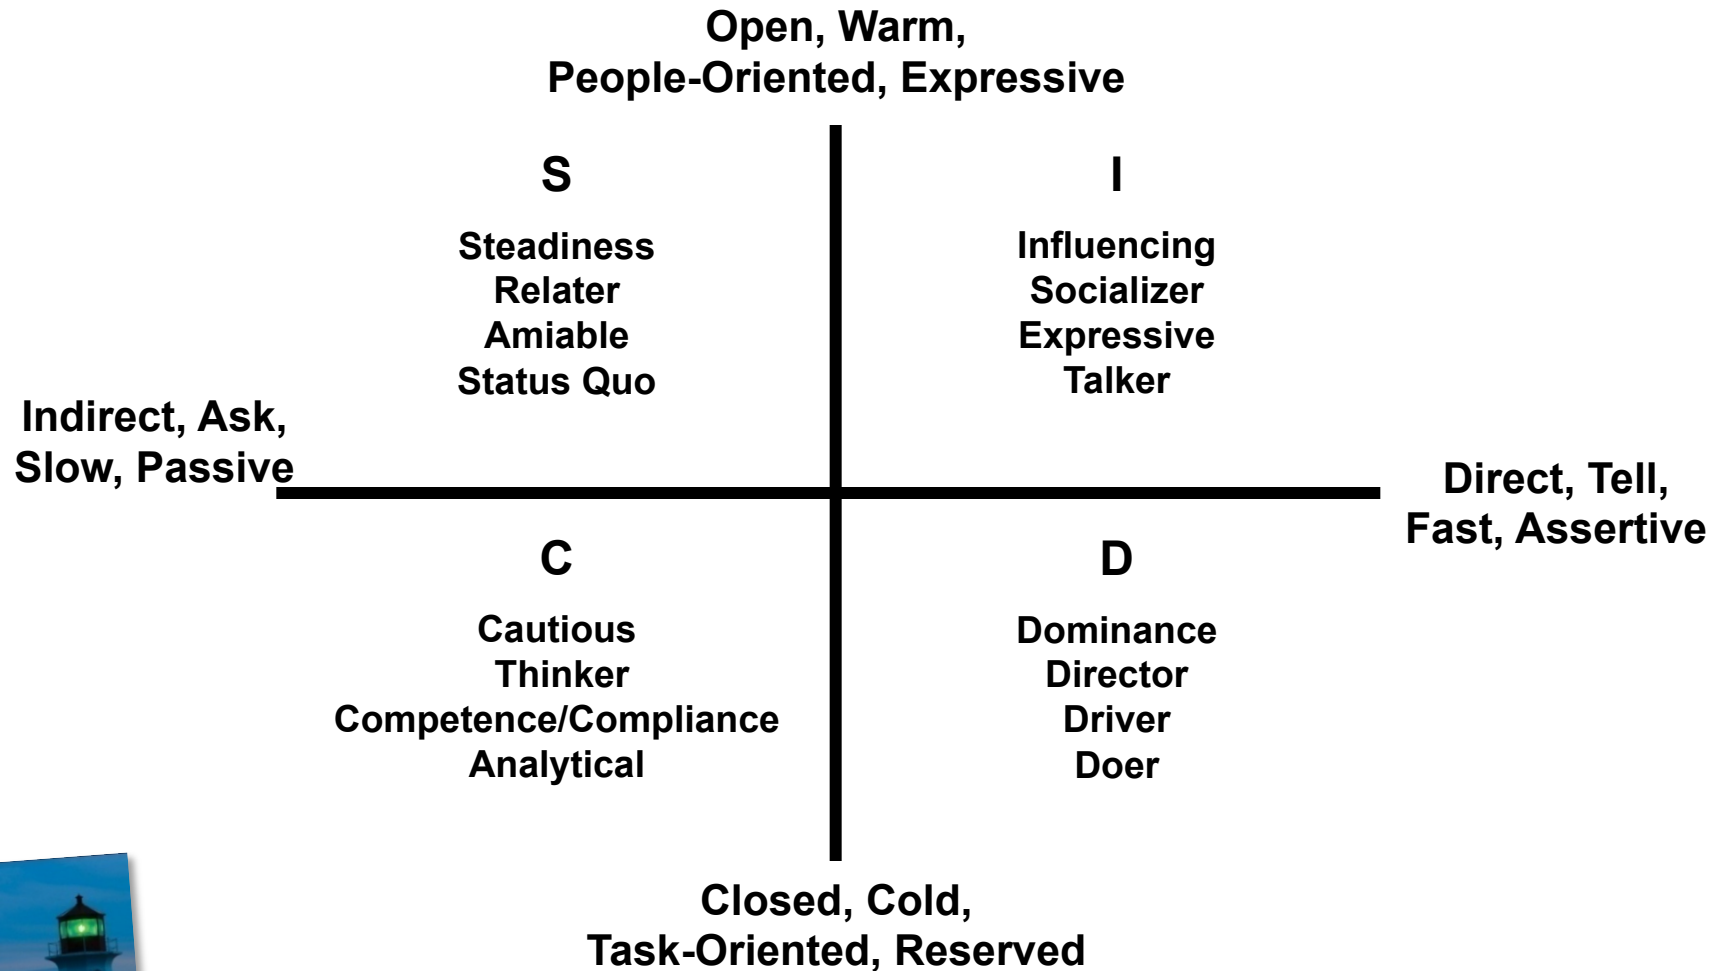 Open, Warm,
People-Oriented, Expressive
S
Steadiness
Relater
Amiable
Status Quo
I
Influencing
Socializer
Expressive
Talker
Indirect, Ask,
Slow, Passive
Direct, Tell,
Fast, Assertive
C
Cautious
Thinker
Competence/Compliance
Analytical
D
Dominance
Director
Driver
Doer
Closed, Cold,
Task-Oriented, Reserved